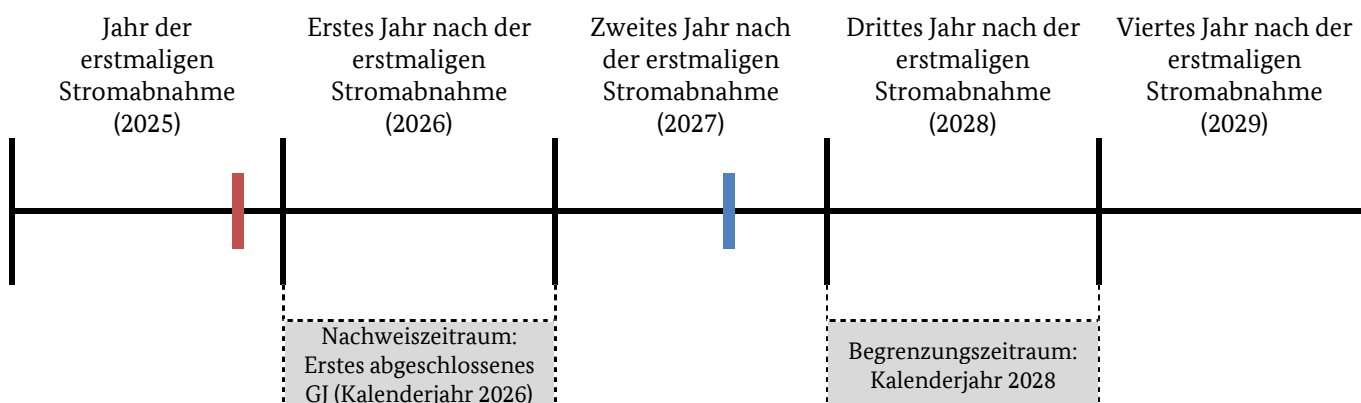 Jahr der
erstmaligen
Stromabnahme
(2025)
Erstes Jahr nach der
erstmaligen
Stromabnahme
(2026)
Zweites Jahr nach
der erstmaligen
Stromabnahme
(2027)
Drittes Jahr nach der
erstmaligen
Stromabnahme
(2028)
Viertes Jahr nach der
erstmaligen
Stromabnahme
(2029)
Nachweiszeitraum:
Erstes abgeschlossenes
GJ (Kalenderjahr 2026)
Begrenzungszeitraum:
Kalenderjahr 2028